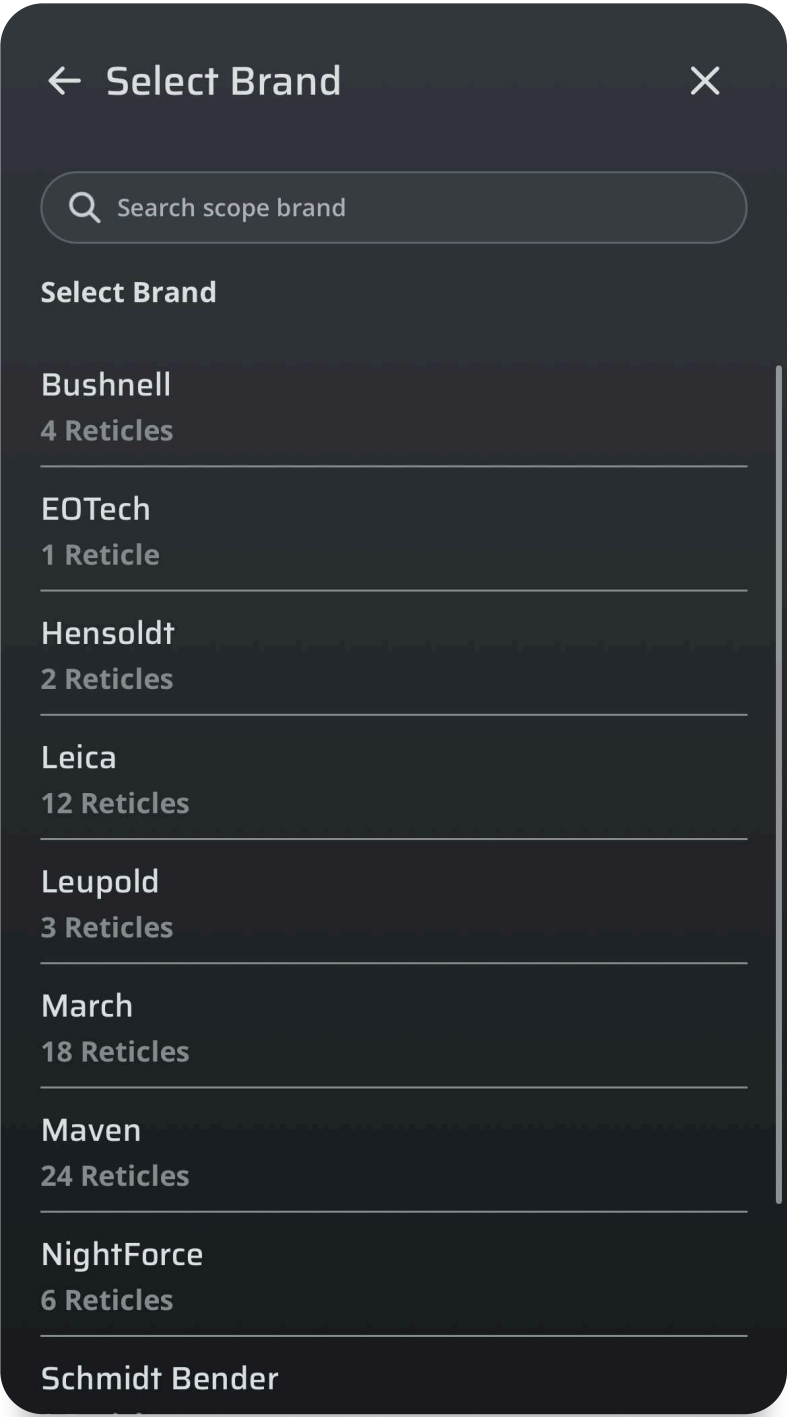 Select Brand
Search scope brand
Select Brand
Bushnell
4 Reticles
EOTech
1 Reticle
Hensoldt
2 Reticles
Leica
12 Reticles
Leupold
3 Reticles
March
18 Reticles
Maven
24 Reticles
NightForce
6 Reticles
Schmidt Bender